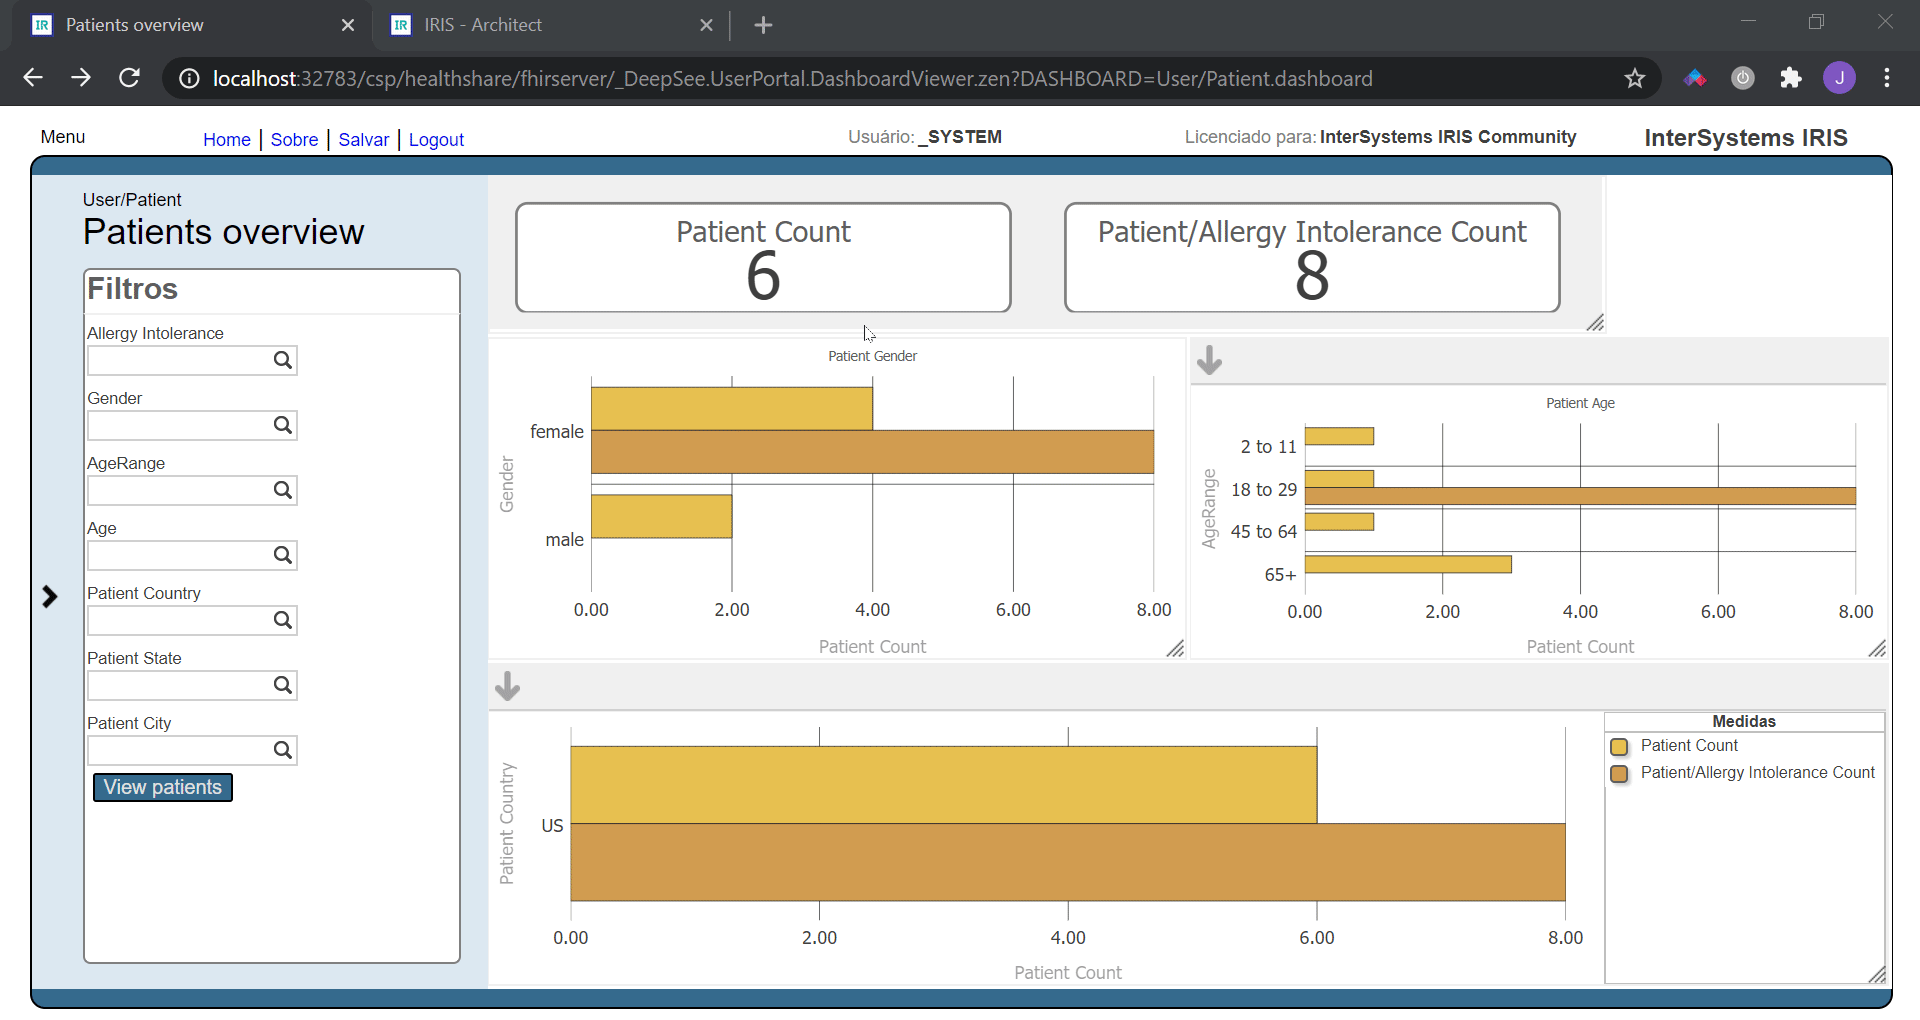 Patients overview
IRIS - Architect
localhost:32783/csp/healthshare/fhirserver/_DeepSee.UserPortal.DashboardViewer.zen?DASHBOARD=User/Patient.dashboard
J
Menu
Home | Sobre | Salvar | Logout
Usuário: _SYSTEM
Licenciado para: InterSystems IRIS Community
InterSystems IRIS
User/Patient
Patients overview
Filtros
Allergy Intolerance
Gender
AgeRange
Age
Patient Country
Patient State
Patient City
View patients
Patient Count
6
Patient/Allergy Intolerance Count
8
Patient Gender
Gender
female
male
0.00 2.00 4.00 6.00 8.00
Patient Count
Patient Age
AgeRange
2 to 11
18 to 29
45 to 64
65+
0.00 2.00 4.00 6.00 8.00
Patient Count
Patient Country
US
0.00 2.00 4.00 6.00 8.00
Patient Count
Medidas
Patient Count
Patient/Allergy Intolerance Count